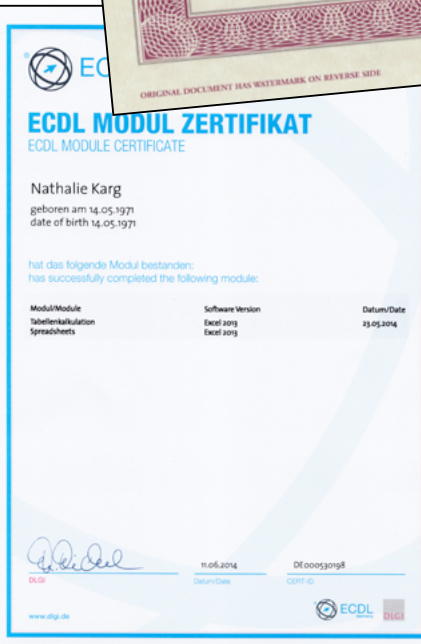 ORIGINAL DOCUMENT HAS WATERMARK ON REVERSE SIDE
EC
ECDL MODUL ZERTIFIKAT
ECDL MODULE CERTIFICATE
Nathalie Karg
geboren am 14.05.1971
date of birth 14.05.1971
hat das folgende Modul bestanden:
has successfully completed the following module:
Modul/Module Software Version Datum/Date
Tabellenkalkulation Excel 2013 23.05.2014
Spreadsheets Excel 2013
11.06.2014 DE000530198
DLGI Datum/Date CERT-ID
www.dlgi.de ECDL DLGI